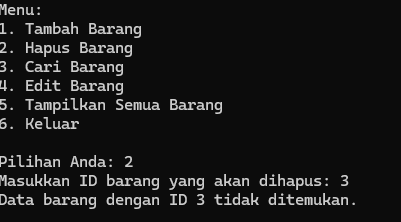 Menu:
1. Tambah Barang
2. Hapus Barang
3. Cari Barang
4. Edit Barang
5. Tampilkan Semua Barang
6. Keluar
Pilihan Anda: 2
Masukkan ID barang yang akan dihapus: 3
Data barang dengan ID 3 tidak ditemukan.